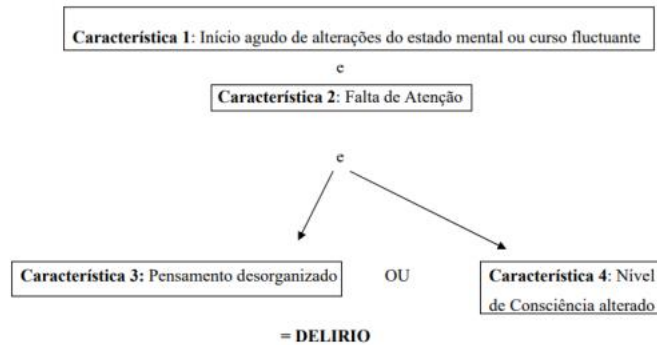 Característica 1: Início agudo de alterações do estado mental ou curso fluctuante
e
Característica 2: Falta de Atenção
e
Característica 3: Pensamento desorganizado
OU
Característica 4: Nível
de Consciência alterado
= DELIRIO